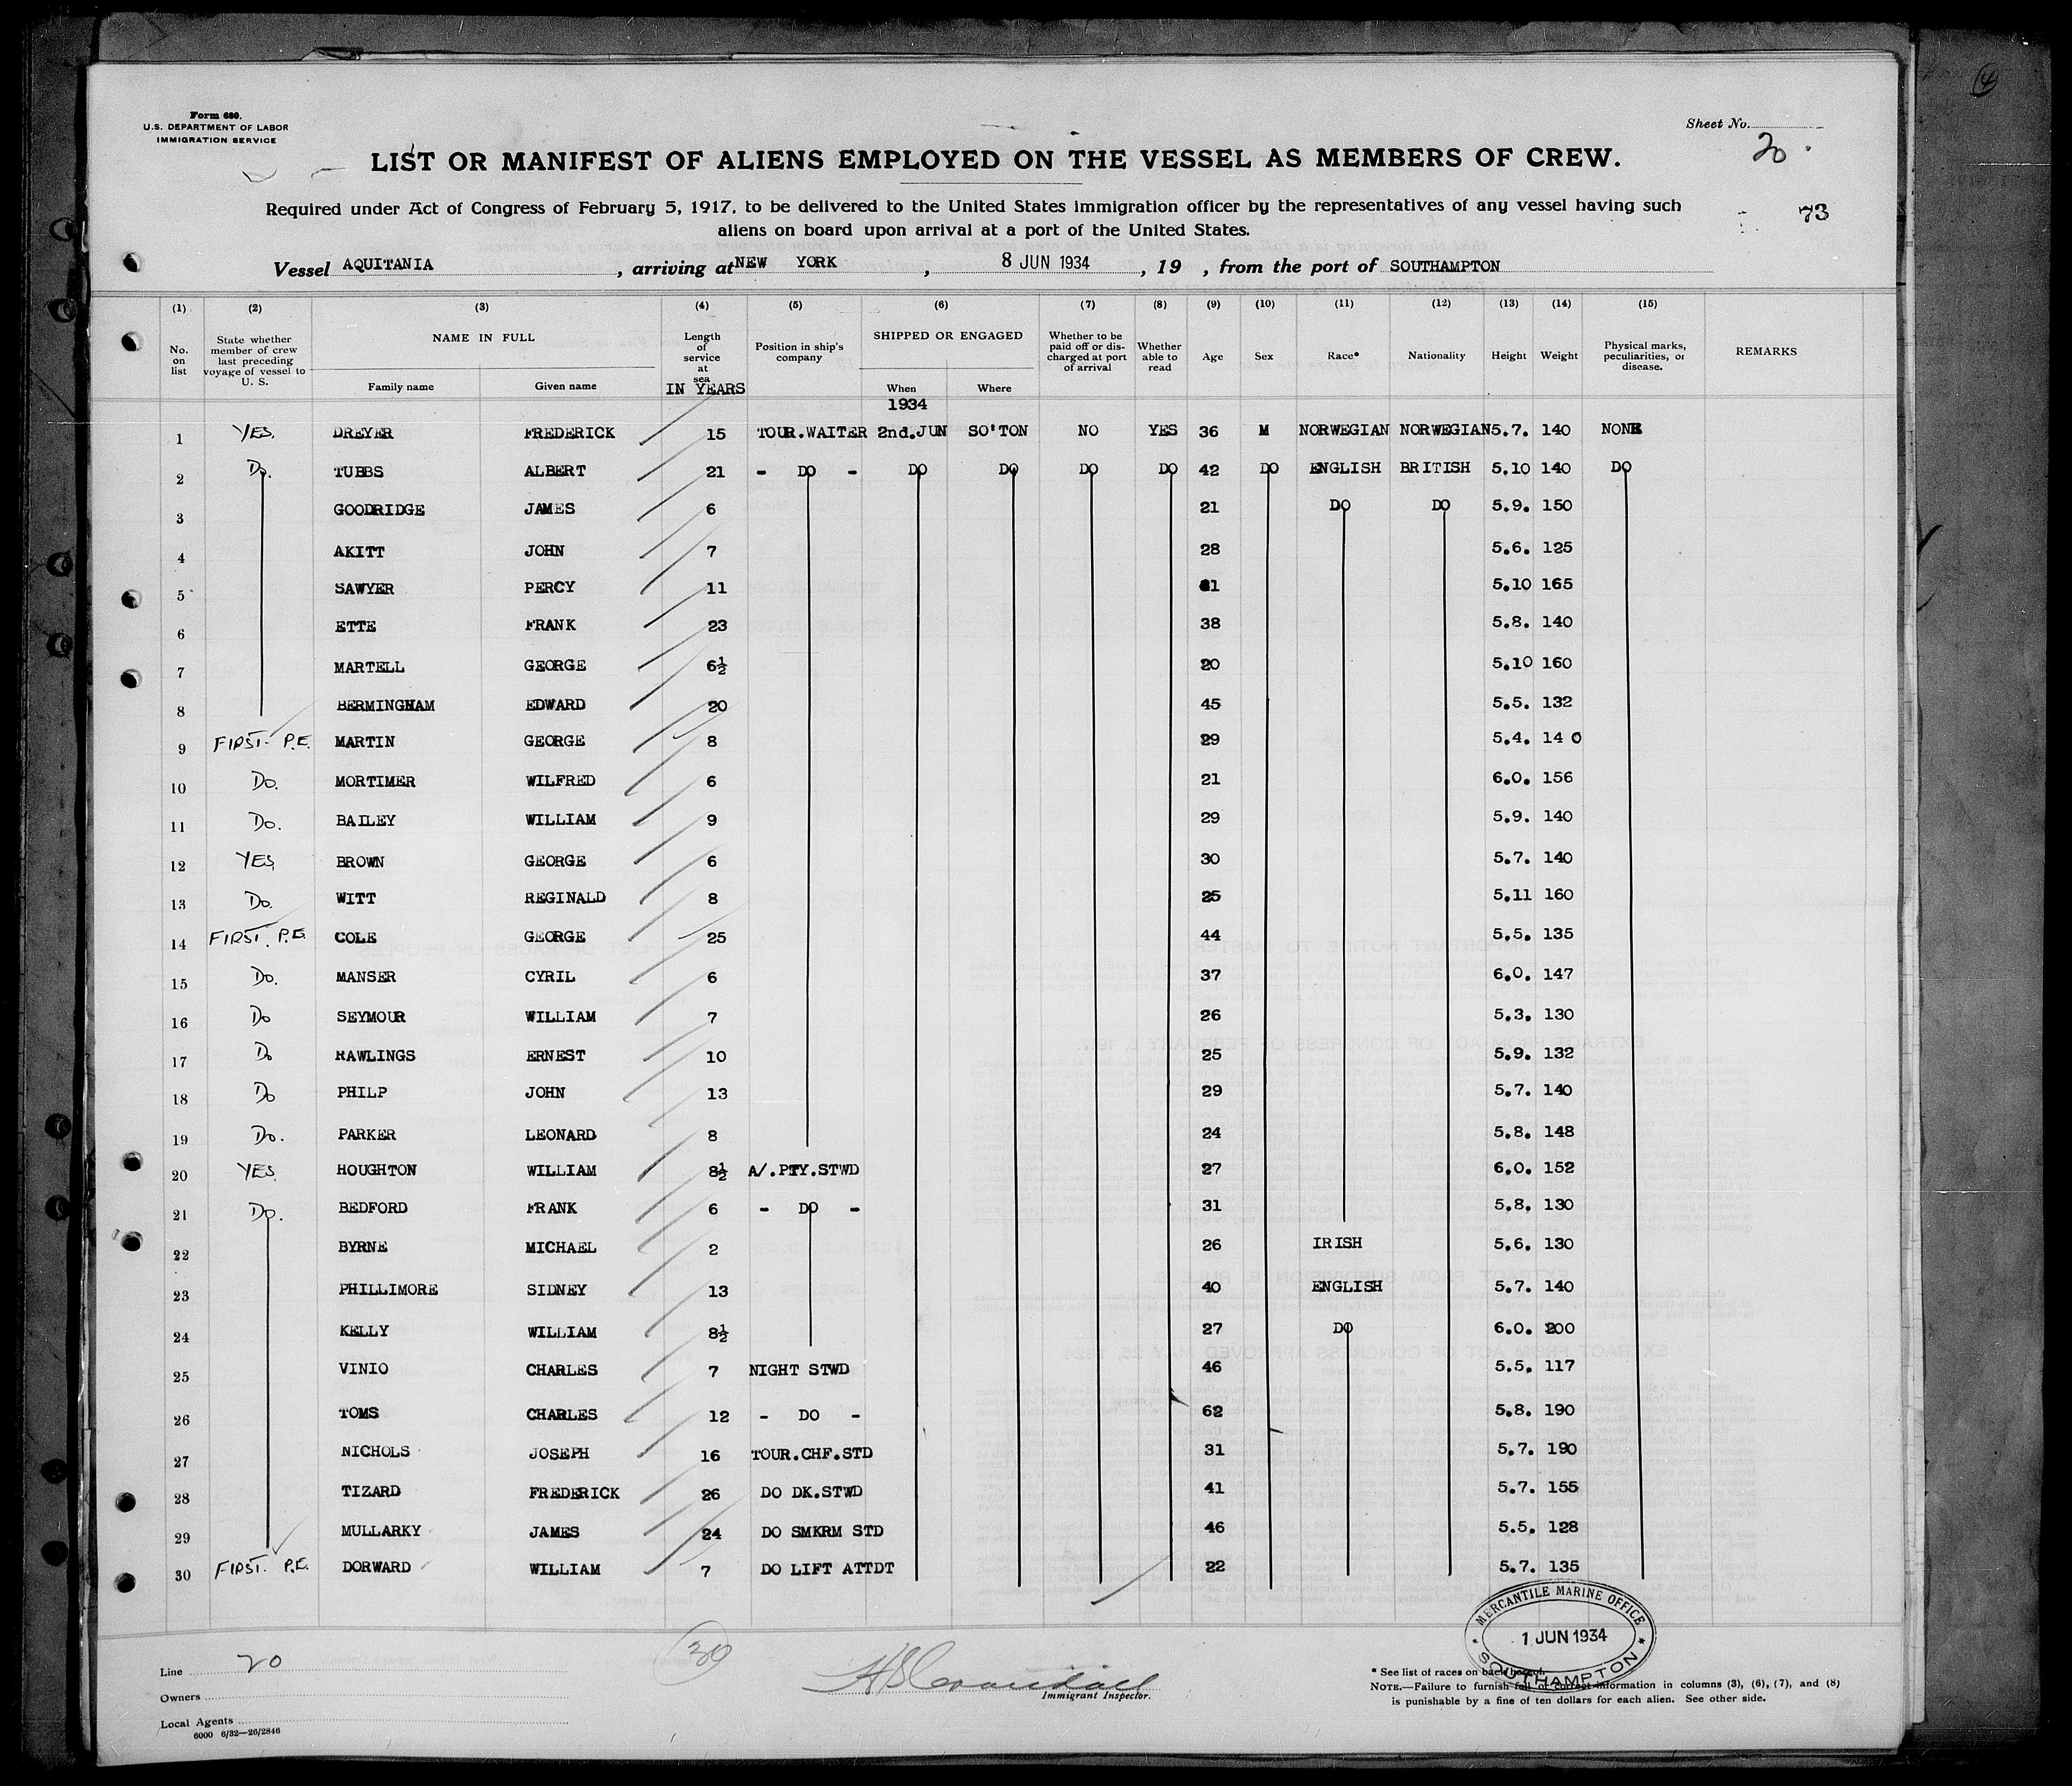 Form 680.
U.S. DEPARTMENT OF LABOR
IMMIGRATION SERVICE
Sheet No.
20
LIST OR MANIFEST OF ALIENS EMPLOYED ON THE VESSEL AS MEMBERS OF CREW.
Required under Act of Congress of February 5, 1917, to be delivered to the United States immigration officer by the representatives of any vessel having such
aliens on board upon arrival at a port of the United States.
73
Vessel AQUITANIA, arriving at NEW YORK, 8 JUN 1934, 19 , from the port of SOUTHAMPTON
(1) (2) (3) (4) (5) (6) (7) (8) (9) (10) (11) (12) (13) (14) (15)
No. on list
State whether member of crew last preceding voyage of vessel to U. S.
NAME IN FULL
Family name
Given name
Length of service at sea
IN YEARS
Position in ship's company
SHIPPED OR ENGAGED
When
1934
Where
Whether to be paid off or discharged at port of arrival
Whether able to read
Age
Sex
Race*
Nationality
Height
Weight
Physical marks, peculiarities, or disease.
REMARKS
1 YES. DREYER FREDERICK 15 TOUR.WAITER 2nd.JUN SO'TON NO YES 36 M NORWEGIAN NORWEGIAN 5.7. 140 NONE
2 Do. TUBBS ALBERT 21 - DO - DO DO DO DO 42 DO ENGLISH BRITISH 5.10 140 DO
3 GOODRIDGE JAMES 6 21 DO DO 5.9. 150
4 AKITT JOHN 7 28 5.6. 125
5 SAWYER PERCY 11 5.10 165
6 ETTE FRANK 23 38 5.8. 140
7 MARTELL GEORGE 6½ 20 5.10 160
8 BERMINGHAM EDWARD 20 45 5.5. 132
9 FIRST. P.E. MARTIN GEORGE 8 29 5.4. 14 0
10 Do. MORTIMER WILFRED 6 21 6.0. 156
11 Do. BAILEY WILLIAM 9 29 5.9. 140
12 YES BROWN GEORGE 6 30 5.7. 140
13 Do. WITT REGINALD 8 25 5.11 160
14 FIRST. P.E. COLE GEORGE 25 44 5.5. 135
15 Do. MANSER CYRIL 6 37 6.0. 147
16 Do SEYMOUR WILLIAM 7 26 5.3. 130
17 Do RAWLINGS ERNEST 10 25 5.9. 132
18 Do PHILP JOHN 13 29 5.7. 140
19 Do. PARKER LEONARD 8 24 5.8. 148
20 YES. HOUGHTON WILLIAM 8½ A/.PTY.STWD 27 6.0. 152
21 Do. BEDFORD FRANK 6 - DO - 31 5.8. 130
22 BYRNE MICHAEL 2 26 IRISH 5.6. 130
23 PHILLIMORE SIDNEY 13 40 ENGLISH 5.7. 140
24 KELLY WILLIAM 8½ 27 DO 6.0. 200
25 VINIO CHARLES 7 NIGHT STWD 46 5.5. 117
26 TOMS CHARLES 12 - DO - 62 5.8. 190
27 NICHOLS JOSEPH 16 TOUR.CHF.STD 31 5.7. 190
28 TIZARD FREDERICK 26 DO DK.STWD 41 5.7. 155
29 MULLARKY JAMES 24 DO SMKRM STD 46 5.5. 128
30 FIRST. P.E. DORWARD WILLIAM 7 DO LIFT ATTDT 22 5.7. 135
MERCANTILE MARINE OFFICE
1 JUN 1934
SOUTHAMPTON
Line 20
30
Owners
Local Agents
6000 6/32—26/2846
Immigrant Inspector.
* See list of races on back hereof.
NOTE.—Failure to furnish full or correct information in columns (3), (6), (7), and (8)
is punishable by a fine of ten dollars for each alien. See other side.